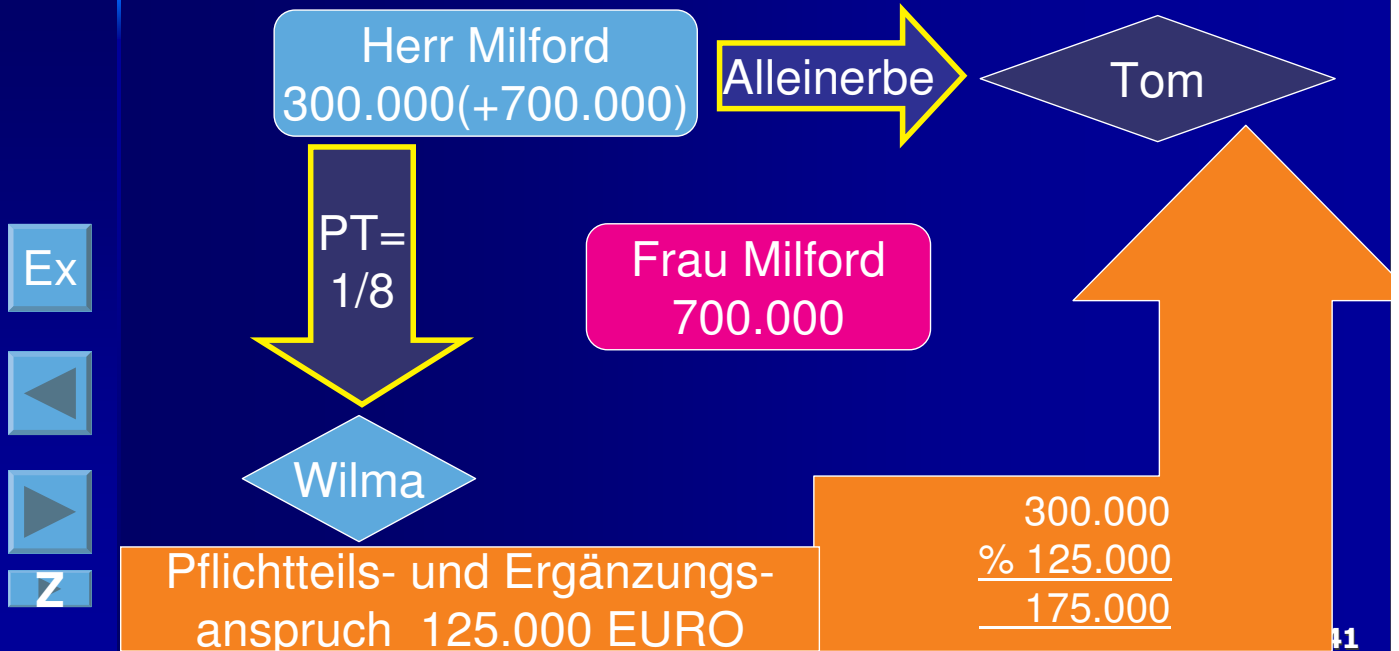 Herr Milford
300.000(+700.000)
Alleinerbe
Tom
PT=
1/8
Frau Milford
700.000
Ex
Wilma
Z
Pflichtteils- und Ergänzungs-
anspruch 125.000 EURO
300.000
% 125.000
175.000
41